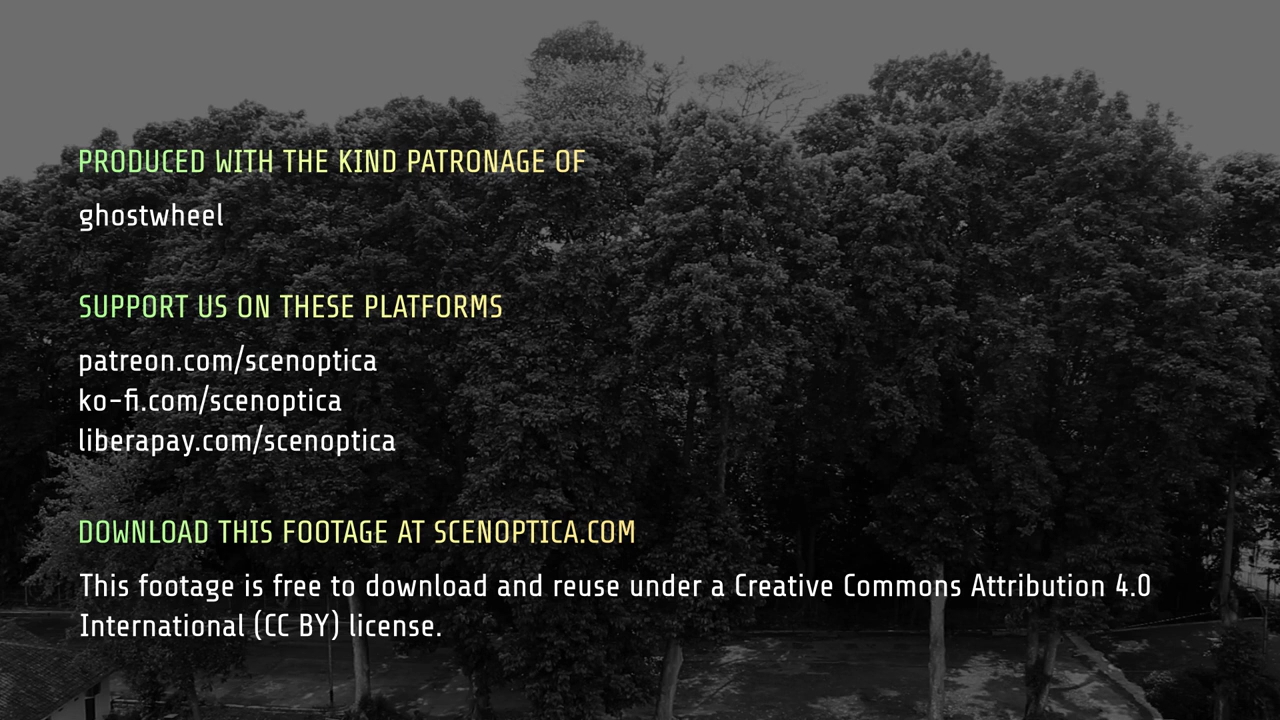 PRODUCED WITH THE KIND PATRONAGE OF
ghostwheel
SUPPORT US ON THESE PLATFORMS
patreon.com/scenoptica
ko-fi.com/scenoptica
liberapay.com/scenoptica
DOWNLOAD THIS FOOTAGE AT SCENOPTICA.COM
This footage is free to download and reuse under a Creative Commons Attribution 4.0
International (CC BY) license.